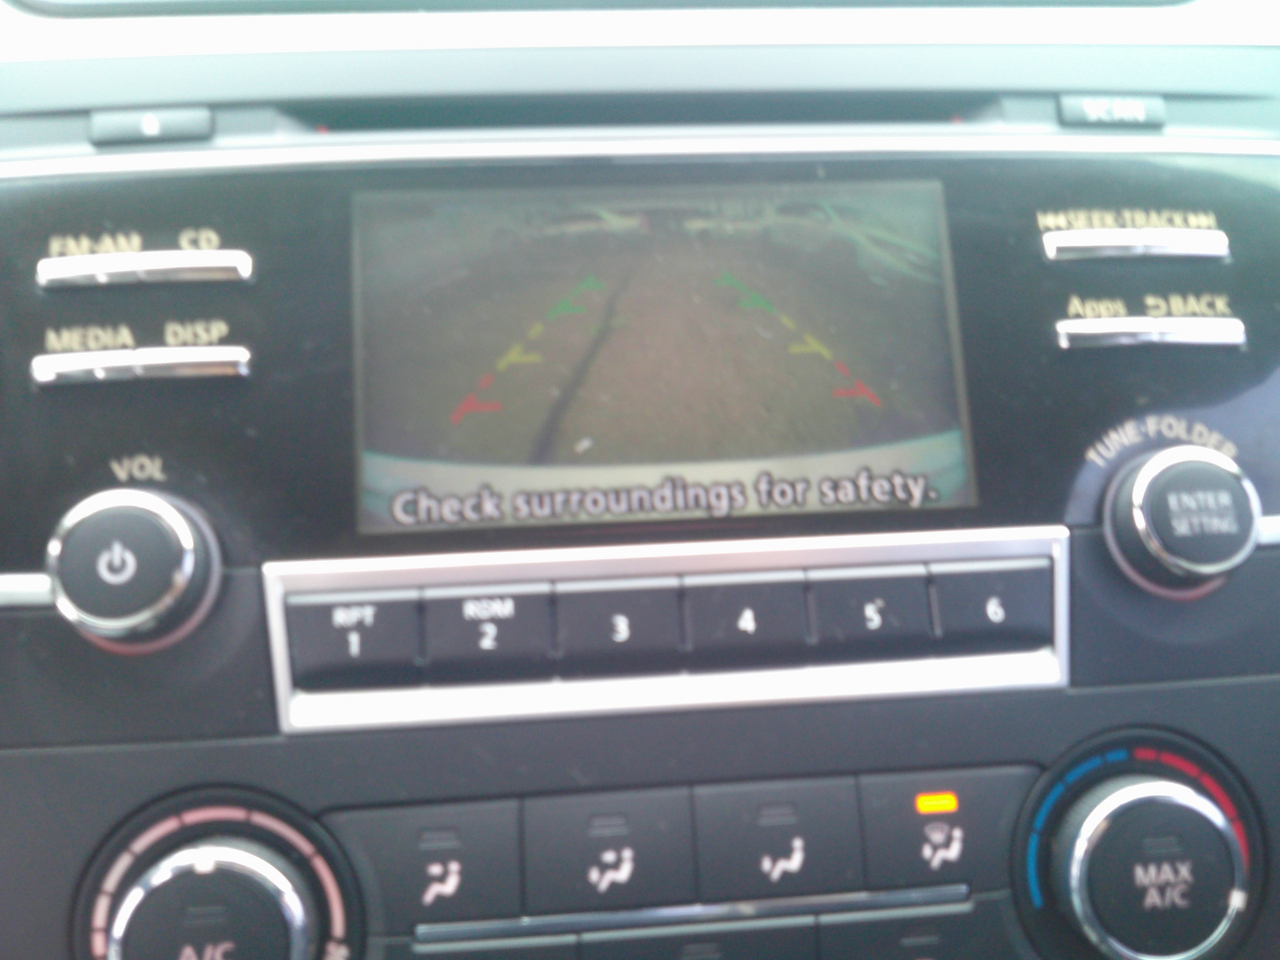 SCAN
FM·AM CD
SEEK·TRACK
MEDIA DISP
Apps BACK
VOL
TUNE·FOLDER
ENTER
SETTING
Check surroundings for safety.
RPT
1
RDM
2
3
4
5
6
MAX
A/C
A/C